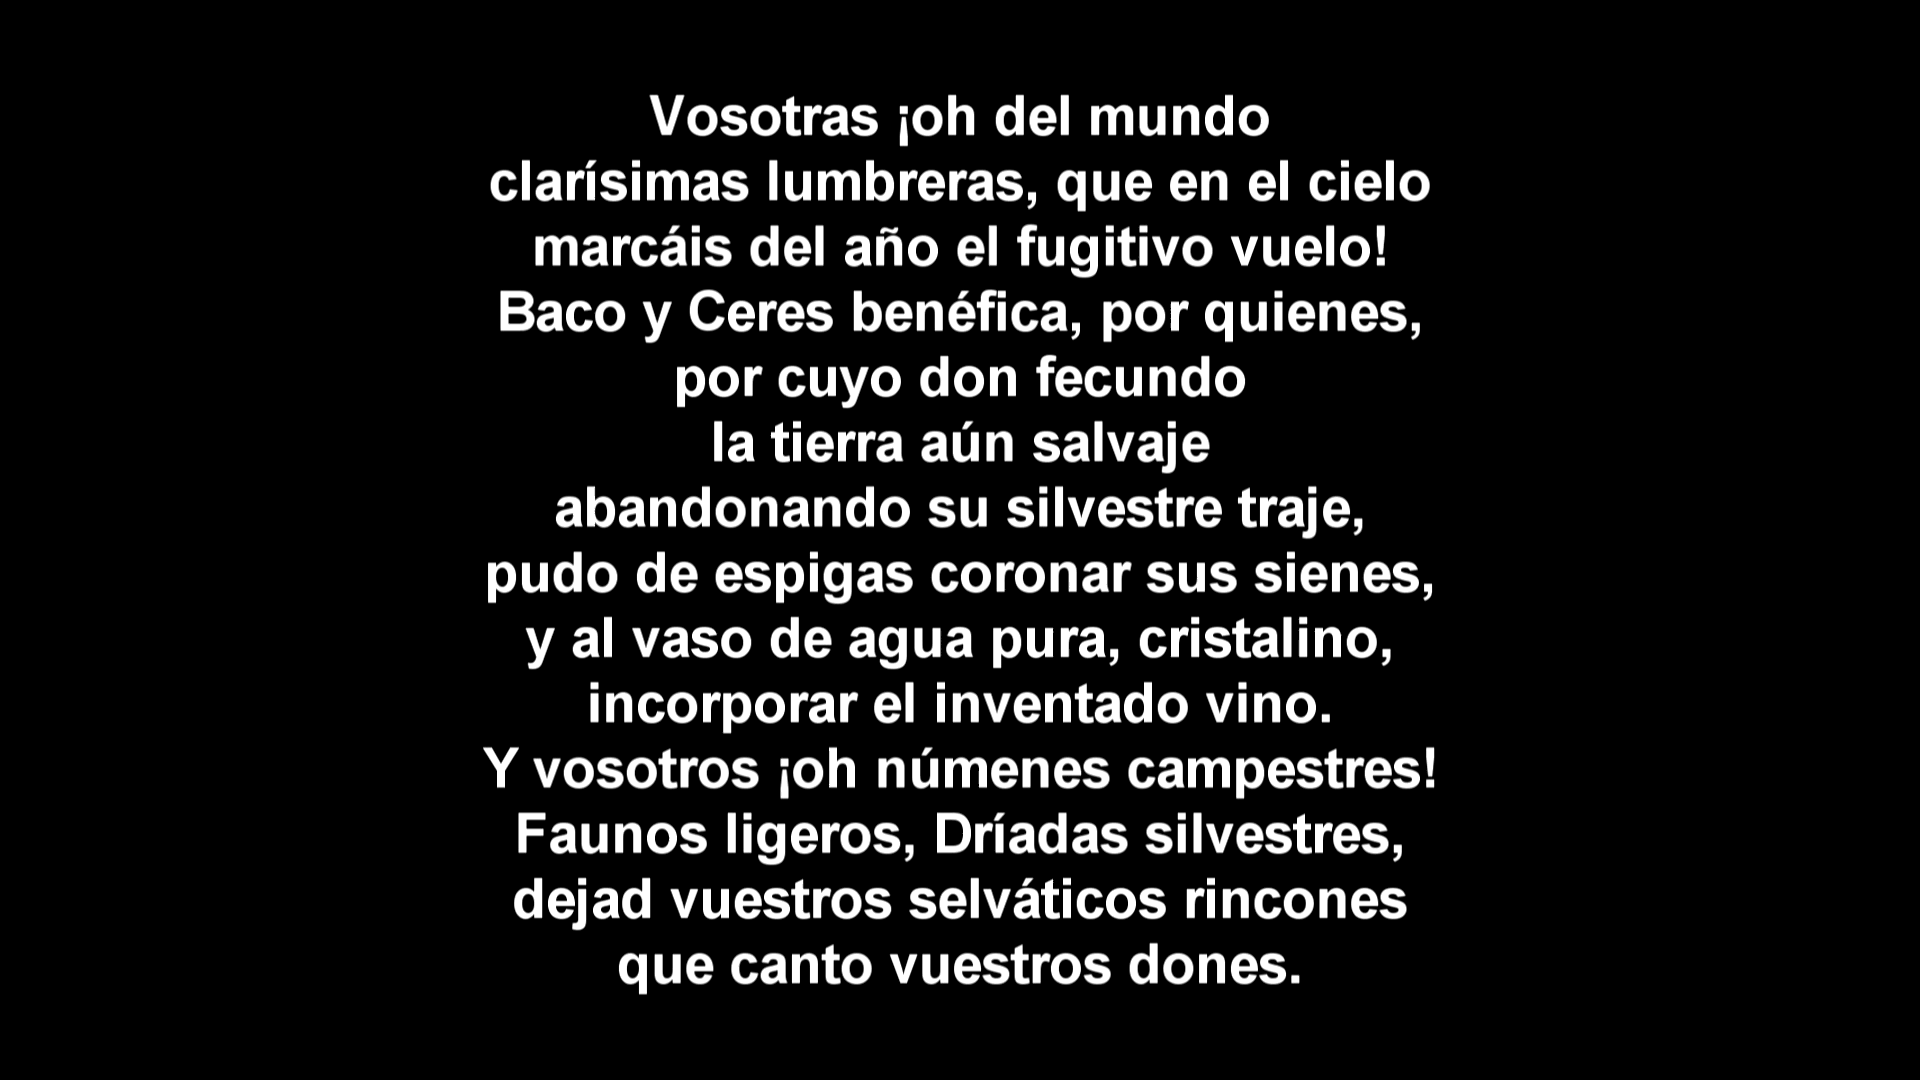 Vosotras ¡oh del mundo
clarísimas lumbreras, que en el cielo
marcáis del año el fugitivo vuelo!
Baco y Ceres benéfica, por quienes,
por cuyo don fecundo
la tierra aún salvaje
abandonando su silvestre traje,
pudo de espigas coronar sus sienes,
y al vaso de agua pura, cristalino,
incorporar el inventado vino.
Y vosotros ¡oh númenes campestres!
Faunos ligeros, Dríadas silvestres,
dejad vuestros selváticos rincones
que canto vuestros dones.